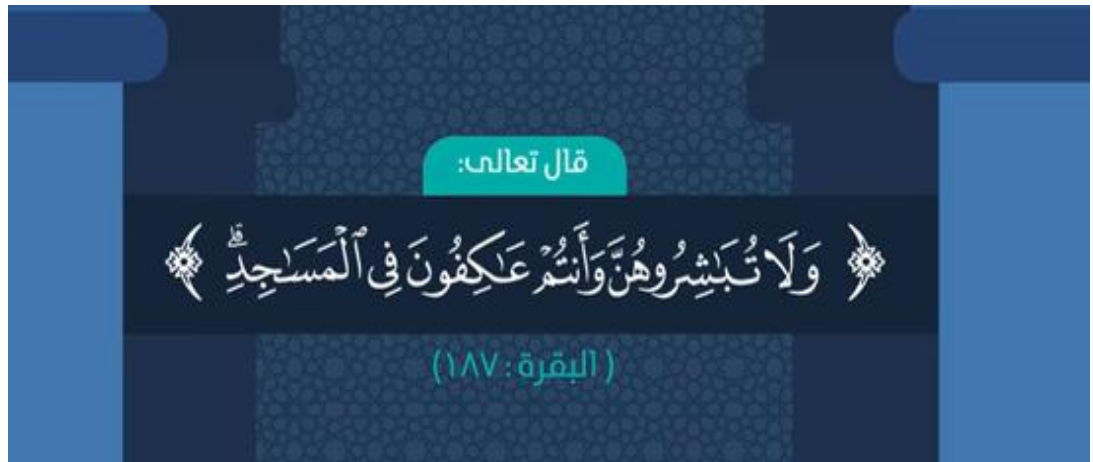 قال تعالى:
﴿ وَلَا تُبَٰشِرُوهُنَّ وَأَنتُمْ عَٰكِفُونَ فِي ٱلْمَسَٰجِدِۗ ﴾
( البقرة : ١٨٧)